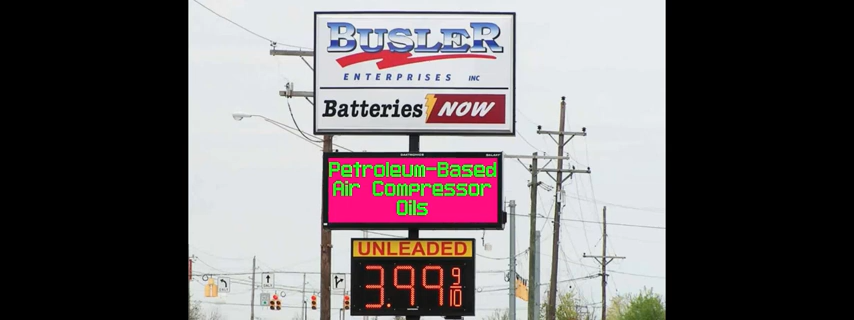 BUSLER
ENTERPRISES INC
Batteries NOW
Petroleum-Based
Air Compressor
Oils
UNLEADED
3.99 9/10